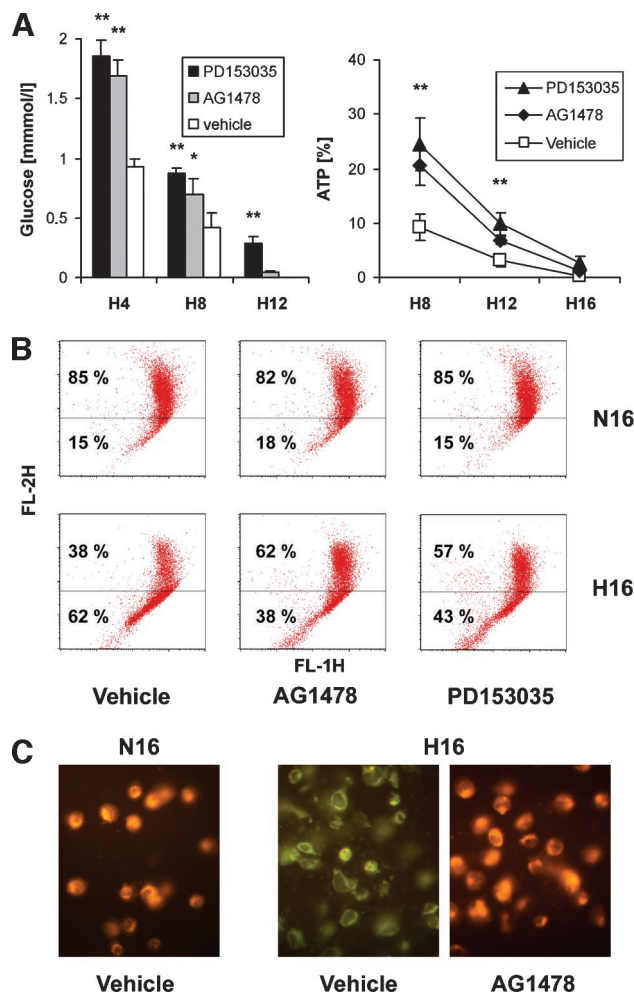 A
Glucose [mmmol/l]
2
1.5
1
0.5
0
** ** ** * **
PD153035
AG1478
vehicle
H4 H8 H12
ATP [%]
40
30
20
10
0
** **
PD153035
AG1478
Vehicle
H8 H12 H16
B
FL-2H
85 % 82 % 85 %
15 % 18 % 15 %
N16
38 % 62 % 57 %
62 % 38 % 43 %
H16
FL-1H
Vehicle AG1478 PD153035
C
N16 H16
Vehicle Vehicle AG1478